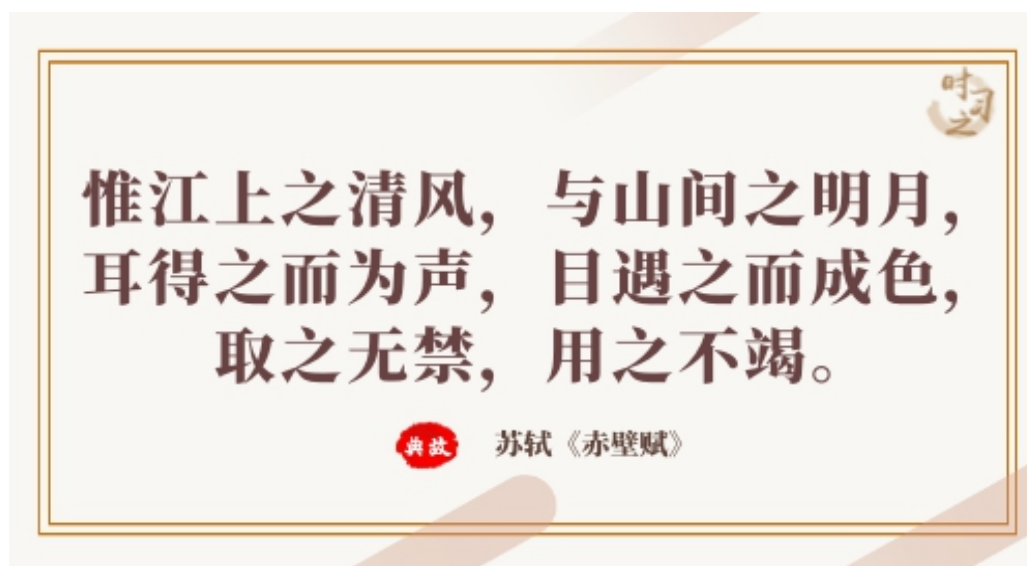 时习之
惟江上之清风，与山间之明月，
耳得之而为声，目遇之而成色，
取之无禁，用之不竭。
典故 苏轼《赤壁赋》